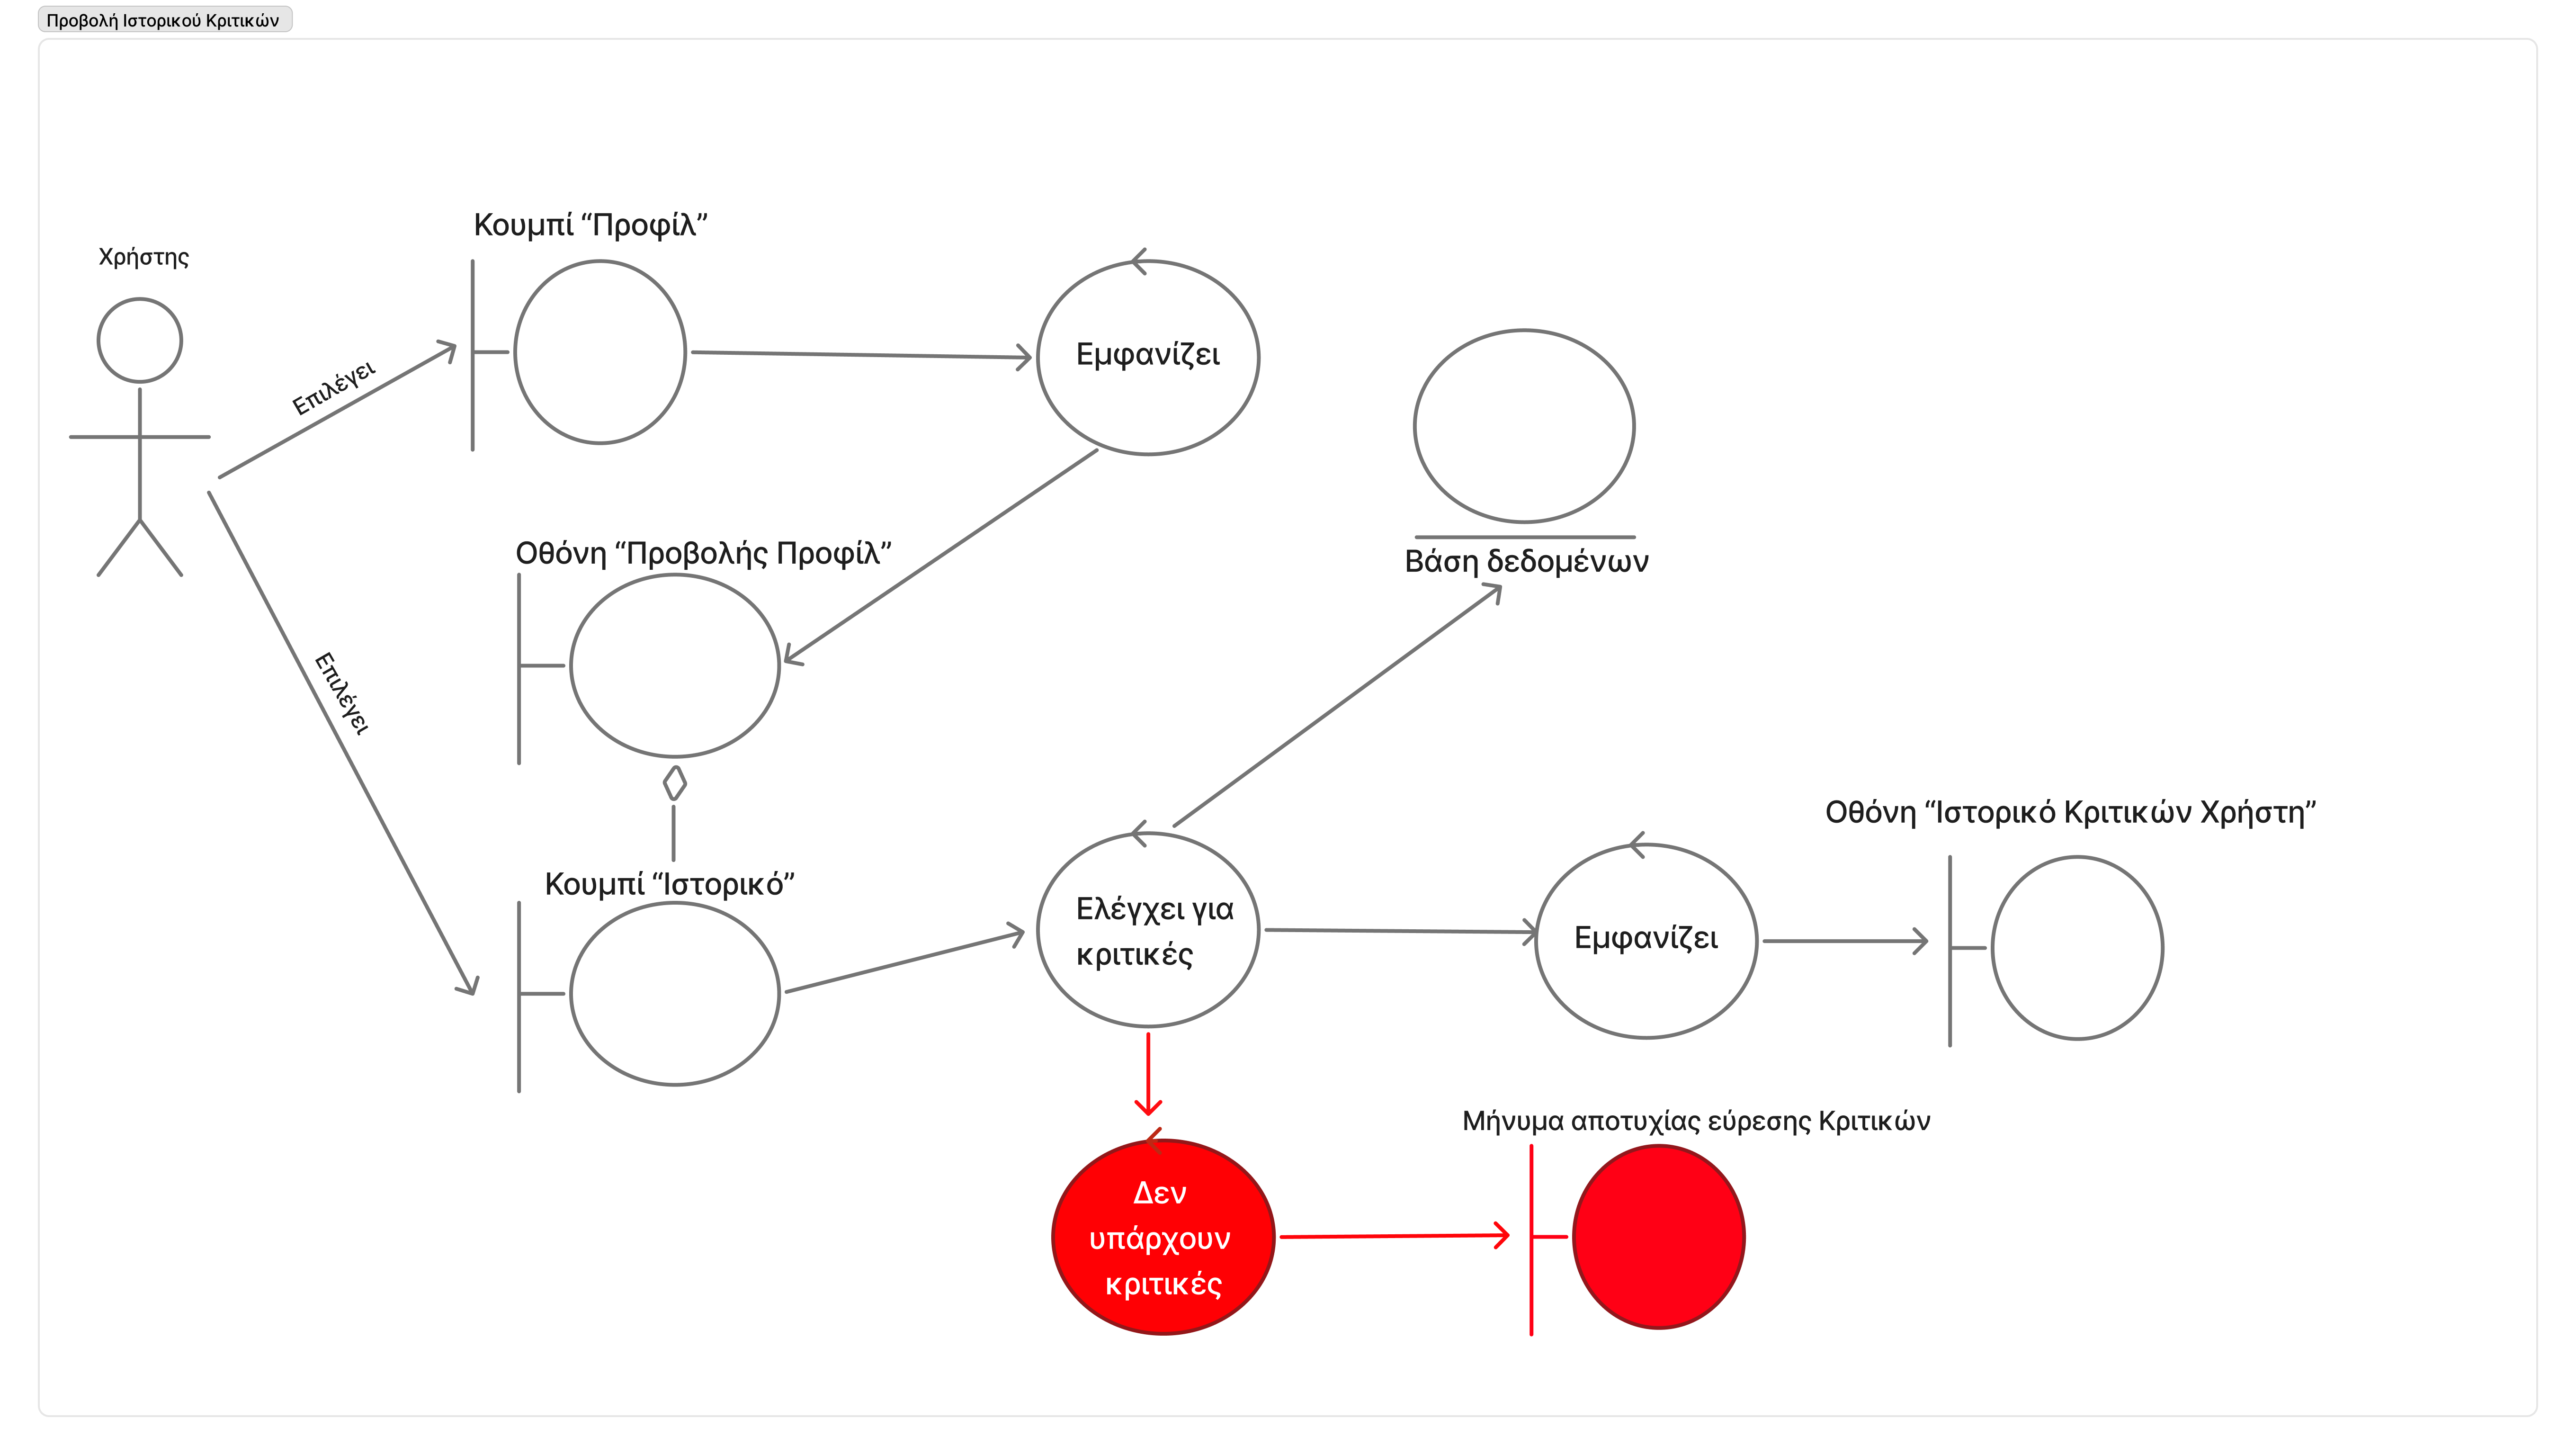 Προβολή Ιστορικού Κριτικών
Κουμπί “Προφίλ”
Χρήστης
Εμφανίζει
Επιλέγει
Οθόνη “Προβολής Προφίλ”
Βάση δεδομένων
Επιλέγει
Οθόνη “Ιστορικό Κριτικών Χρήστη”
Κουμπί “Ιστορικό”
Ελέγχει για
κριτικές
Εμφανίζει
Μήνυμα αποτυχίας εύρεσης Κριτικών
Δεν
υπάρχουν
κριτικές